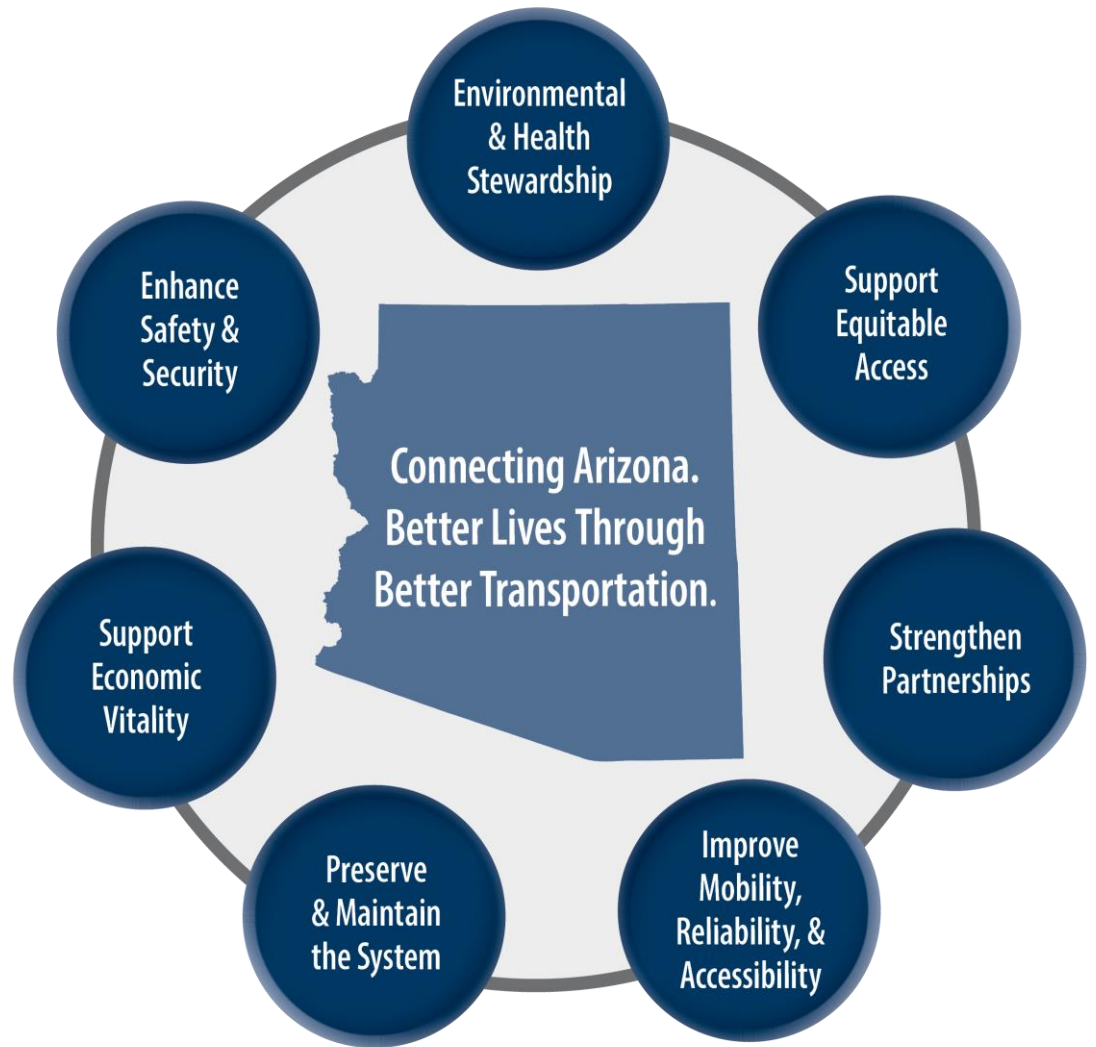 Environmental
& Health
Stewardship
Support
Equitable
Access
Strengthen
Partnerships
Improve
Mobility,
Reliability, &
Accessibility
Preserve
& Maintain
the System
Support
Economic
Vitality
Enhance
Safety &
Security
Connecting Arizona.
Better Lives Through
Better Transportation.